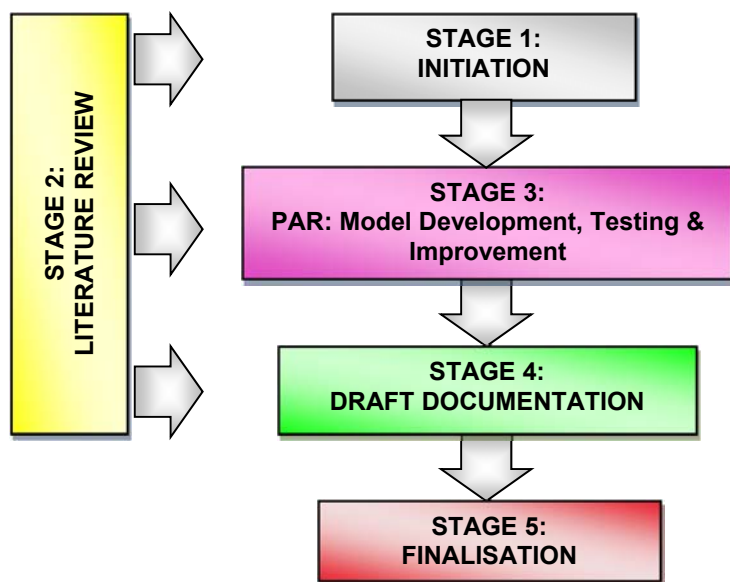 STAGE 2:
LITERATURE REVIEW
STAGE 1:
INITIATION
STAGE 3:
PAR: Model Development, Testing &
Improvement
STAGE 4:
DRAFT DOCUMENTATION
STAGE 5:
FINALISATION